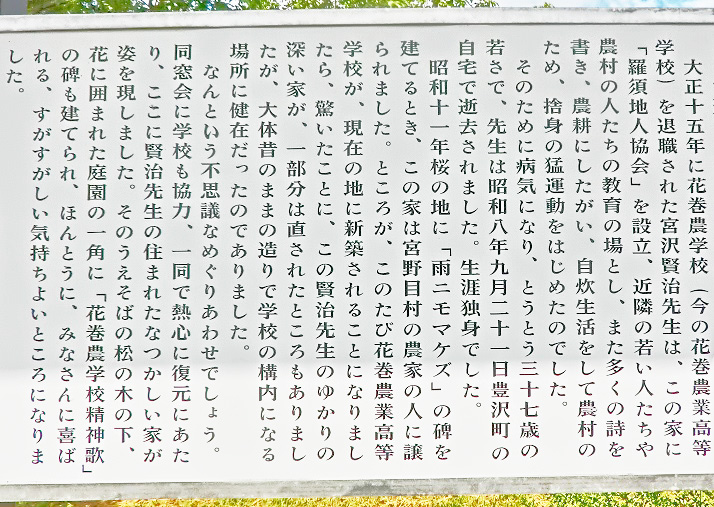 大正十五年に花巻農学校（今の花巻農業高等
学校）を退職された宮沢賢治先生は、この家に
「羅須地人協会」を設立、近隣の若い人たちや
農村の人たちの教育の場とし、また多くの詩を
書き、農耕にしたがい、自炊生活をして農村の
ため、捨身の猛運動をはじめたのでした。
そのために病気になり、とうとう三十七歳の
若さで、先生は昭和八年九月二十一日豊沢町の
自宅で逝去されました。生涯独身でした。
昭和十一年桜の地に「雨ニモマケズ」の碑を
建てるとき、この家は宮野目村の農家の人に譲
られました。ところが、このたび花巻農業高等
学校が、現在の地に新築されることになりまし
たら、驚いたことに、この賢治先生のゆかりの
深い家が、一部分は直されたところもありまし
たが、大体昔のままの造りで学校の構内になる
場所に健在だったのでありました。
なんという不思議なめぐりあわせでしょう。
同窓会に学校も協力、一同で熱心に復元にあた
り、ここに賢治先生の住まれたなつかしい家が
姿を現しました。そのうえそばの松の木の下、
花に囲まれた庭園の一角に「花巻農学校精神歌」
の碑も建てられ、ほんとうに、みなさんに喜ば
れる、すがすがしい気持ちよいところになりま
した。